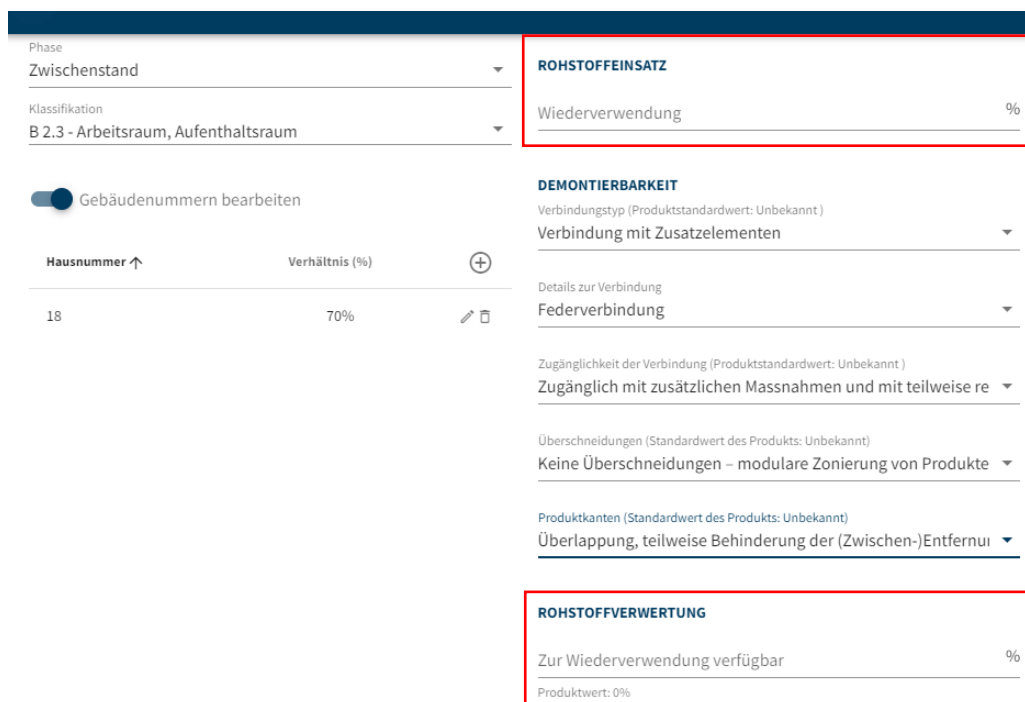 Phase
Zwischenstand
Klassifikation
B 2.3 - Arbeitsraum, Aufenthaltsraum
Gebäudenummern bearbeiten
Hausnummer Verhältnis (%)
18 70%
ROHSTOFFEINSATZ
Wiederverwendung %
DEMONTIERBARKEIT
Verbindungstyp (Produktstandardwert: Unbekannt )
Verbindung mit Zusatzelementen
Details zur Verbindung
Federverbindung
Zugänglichkeit der Verbindung (Produktstandardwert: Unbekannt )
Zugänglich mit zusätzlichen Massnahmen und mit teilweise re
Überschneidungen (Standardwert des Produkts: Unbekannt)
Keine Überschneidungen – modulare Zonierung von Produkte
Produktkanten (Standardwert des Produkts: Unbekannt)
Überlappung, teilweise Behinderung der (Zwischen-)Entfernu
ROHSTOFFVERWERTUNG
Zur Wiederverwendung verfügbar %
Produktwert: 0%